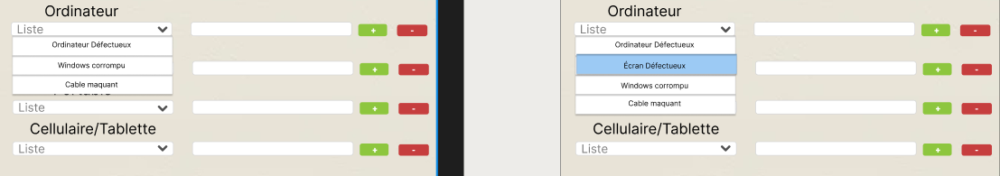 Ordinateur
Liste
+ -
Ordinateur Défectueux
Windows corrompu
+ -
Cable maquant
Liste
+ -
Cellulaire/Tablette
Liste
+ -
Ordinateur
Liste
+ -
Ordinateur Défectueux
Écran Défectueux
+ -
Windows corrompu
Cable maquant
+ -
Cellulaire/Tablette
Liste
+ -